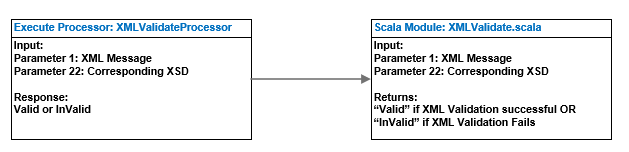 Execute Processor: XMLValidateProcessor
Input:
Parameter 1: XML Message
Parameter 22: Corresponding XSD
Response:
Valid or InValid
Scala Module: XMLValidate.scala
Input:
Parameter 1: XML Message
Parameter 22: Corresponding XSD
Returns:
“Valid” if XML Validation successful OR
“InValid” if XML Validation Fails